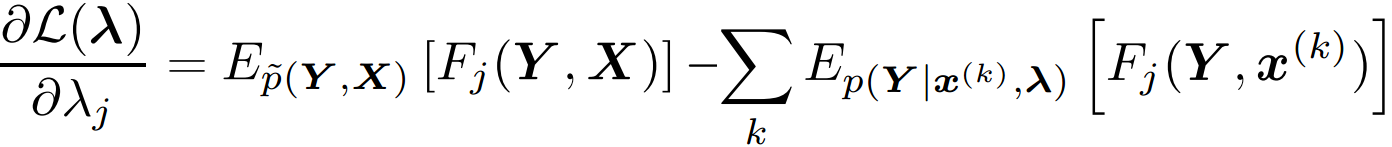 ∂ℒ(𝝀)/∂λ_j = E_{p̃(𝒀,𝑿)} [F_j(𝒀, 𝑿)] − ∑_k E_{p(𝒀|𝒙^{(k)},𝝀)} [F_j(𝒀, 𝒙^{(k)})]